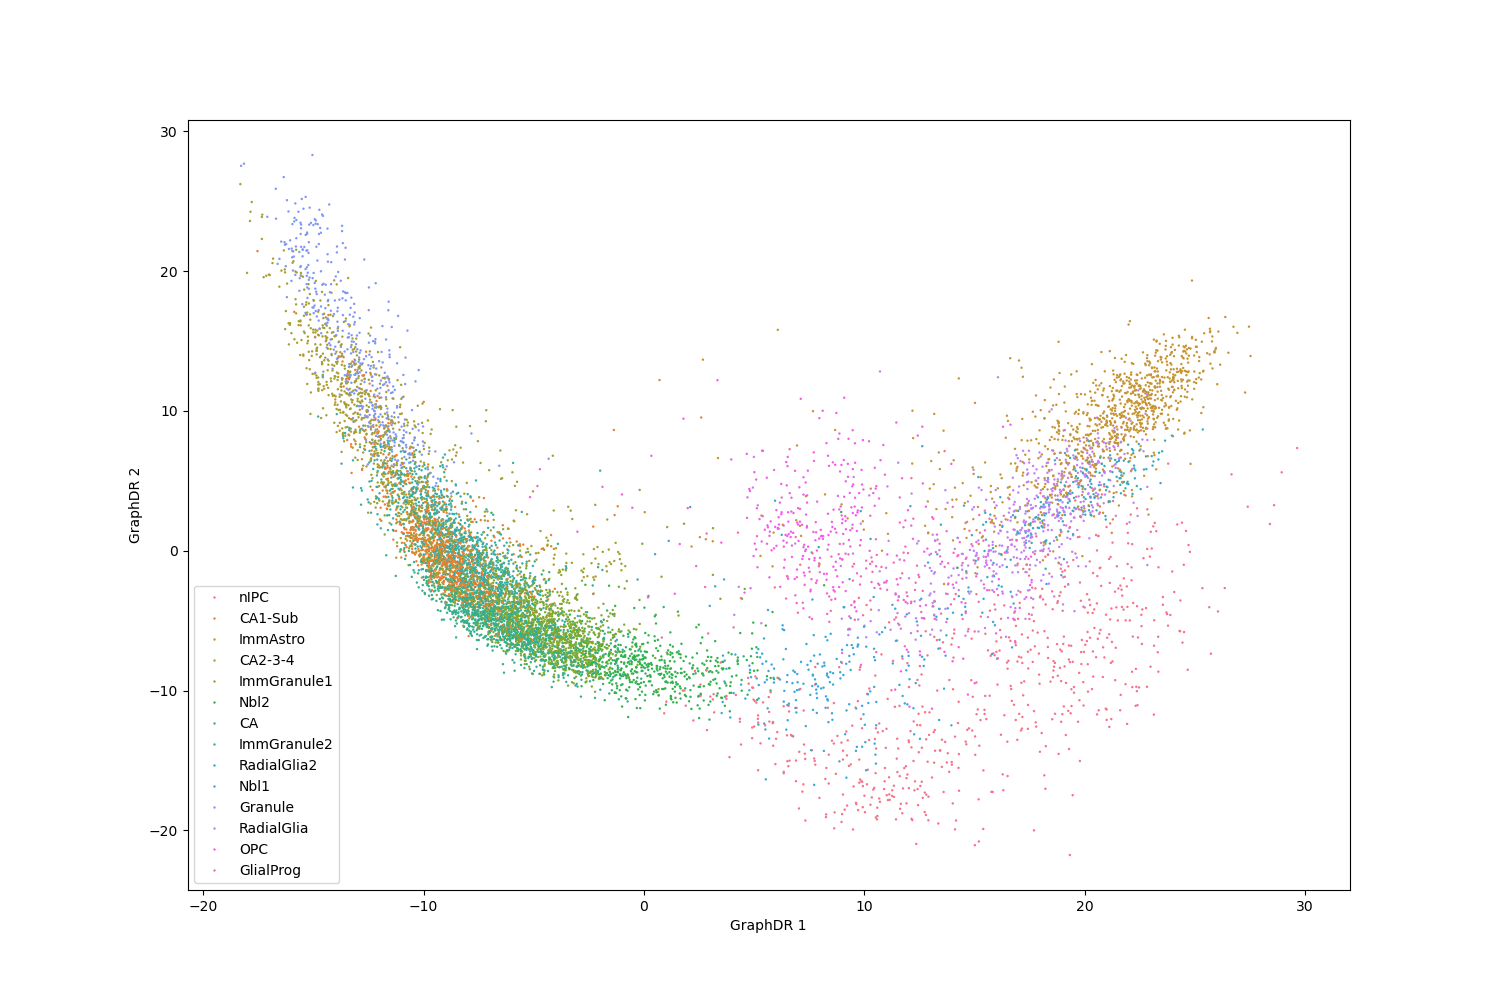 30
20
10
0
−10
−20
GraphDR 2
nIPC
CA1-Sub
ImmAstro
CA2-3-4
ImmGranule1
Nbl2
CA
ImmGranule2
RadialGlia2
Nbl1
Granule
RadialGlia
OPC
GlialProg
−20
−10
0
10
20
30
GraphDR 1